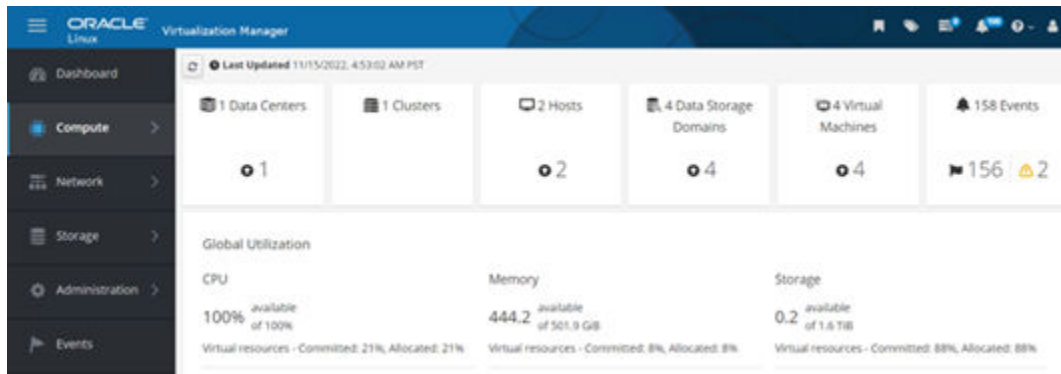 ORACLE
Linux
Virtualization Manager
Dashboard
Compute
Network
Storage
Administration
Events
Last Updated 11/15/2022, 4:53:02 AM PST
1 Data Centers
1
1 Clusters
2 Hosts
2
4 Data Storage
Domains
4
4 Virtual
Machines
4
158 Events
156 2
Global Utilization
CPU
100% available
of 100%
Virtual resources - Committed: 21%, Allocated: 21%
Memory
444.2 available
of 501.9 GiB
Virtual resources - Committed: 8%, Allocated: 8%
Storage
0.2 available
of 1.6 TiB
Virtual resources - Committed: 88%, Allocated: 88%